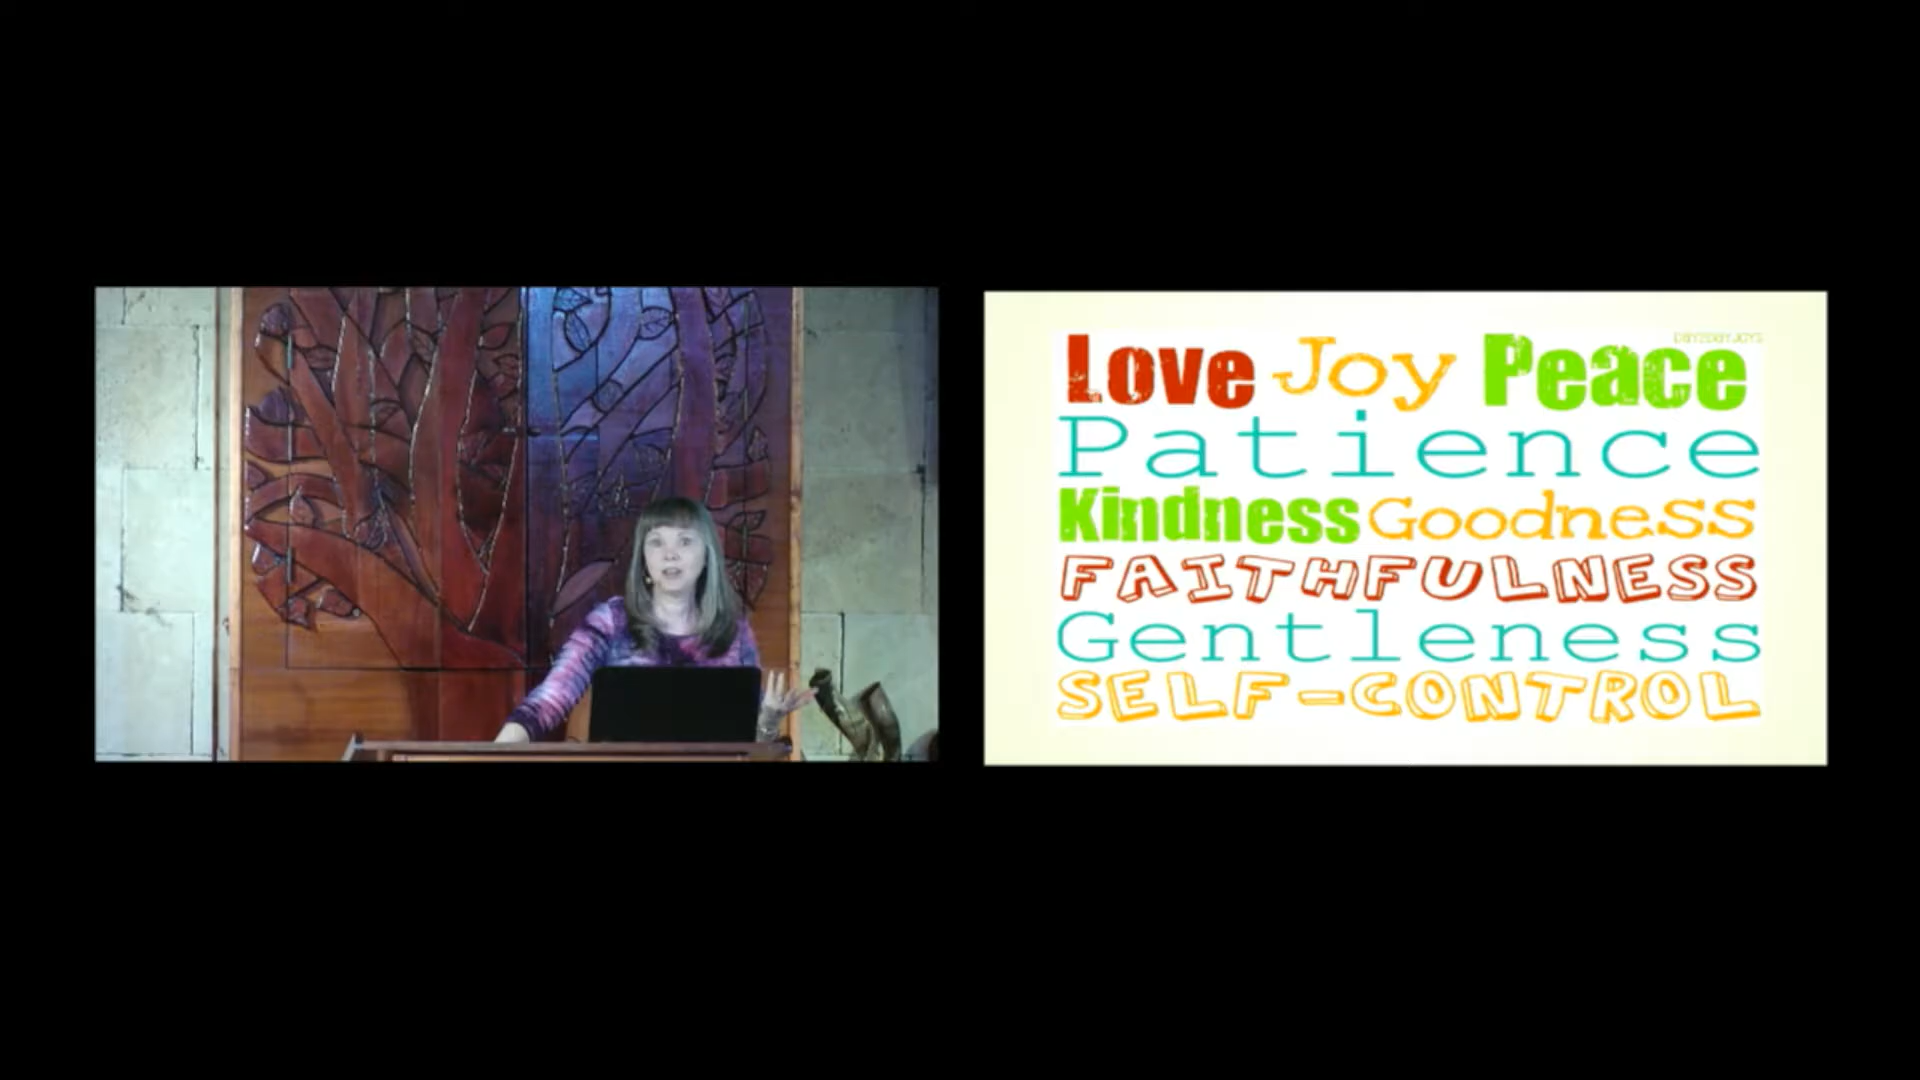 Love Joy Peace
Patience
Kindness Goodness
FAITHFULNESS
Gentleness
SELF-CONTROL